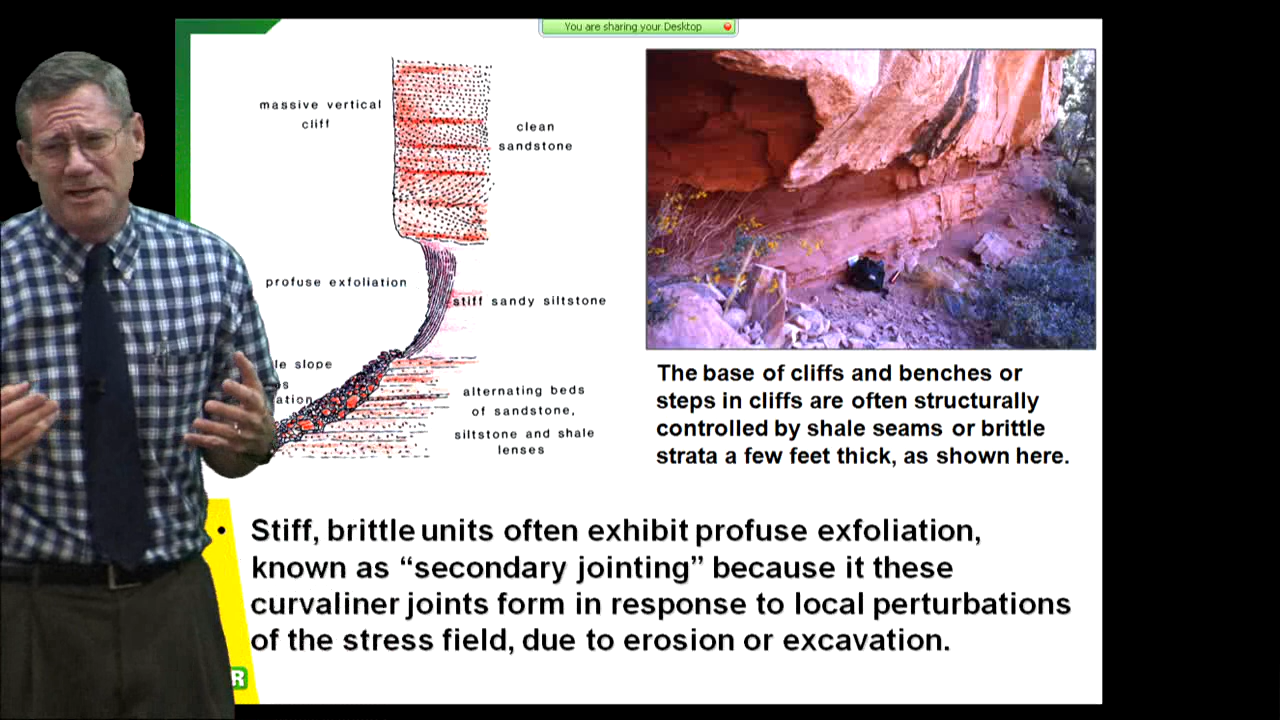 You are sharing your Desktop
massive vertical
cliff
clean
sandstone
profuse exfoliation
stiff sandy siltstone
slope
alternating beds
of sandstone,
siltstone and shale
lenses
The base of cliffs and benches or
steps in cliffs are often structurally
controlled by shale seams or brittle
strata a few feet thick, as shown here.
• Stiff, brittle units often exhibit profuse exfoliation,
known as “secondary jointing” because it these
curvaliner joints form in response to local perturbations
of the stress field, due to erosion or excavation.